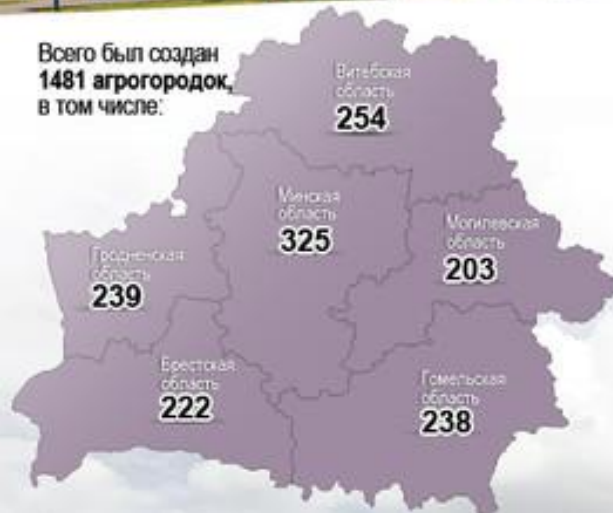 Всего был создан
1481 агрогородок,
в том числе:
Витебская
область
254
Минская
область
325
Могилевская
область
203
Гродненская
область
239
Брестская
область
222
Гомельская
область
238